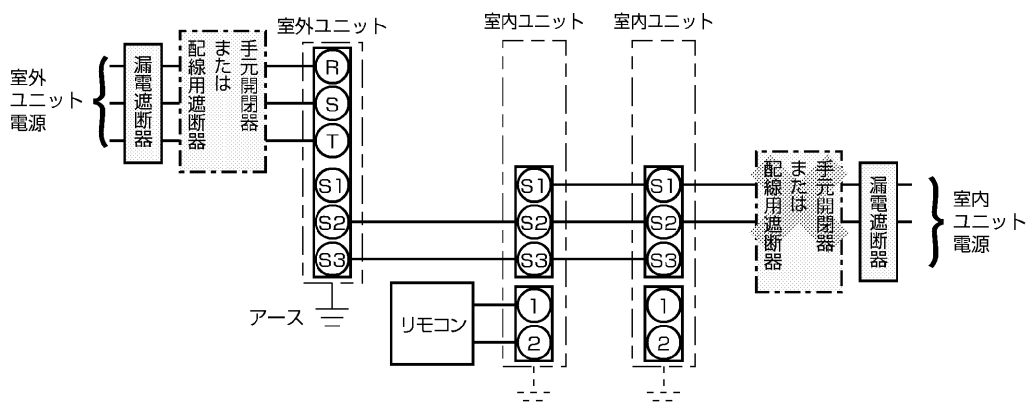 室外
ユニット
電源
漏電遮断器
手元開閉器
または
配線用遮断器
室外ユニット
R
S
T
S1
S2
S3
アース
リモコン
室内ユニット
S1
S2
S3
1
2
室内ユニット
S1
S2
S3
1
2
手元開閉器
または
配線用遮断器
漏電遮断器
室内
ユニット
電源